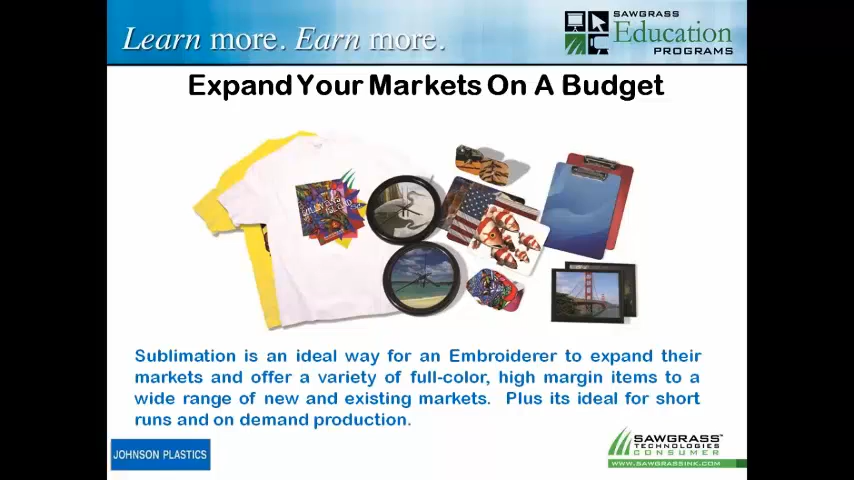 Learn more. Earn more.
SAWGRASS
Education
PROGRAMS
Expand Your Markets On A Budget
Sublimation is an ideal way for an Embroiderer to expand their
markets and offer a variety of full-color, high margin items to a
wide range of new and existing markets. Plus its ideal for short
runs and on demand production.
JOHNSON PLASTICS
SAWGRASS
TECHNOLOGIES
CONSUMER
WWW.SAWGRASSINK.COM